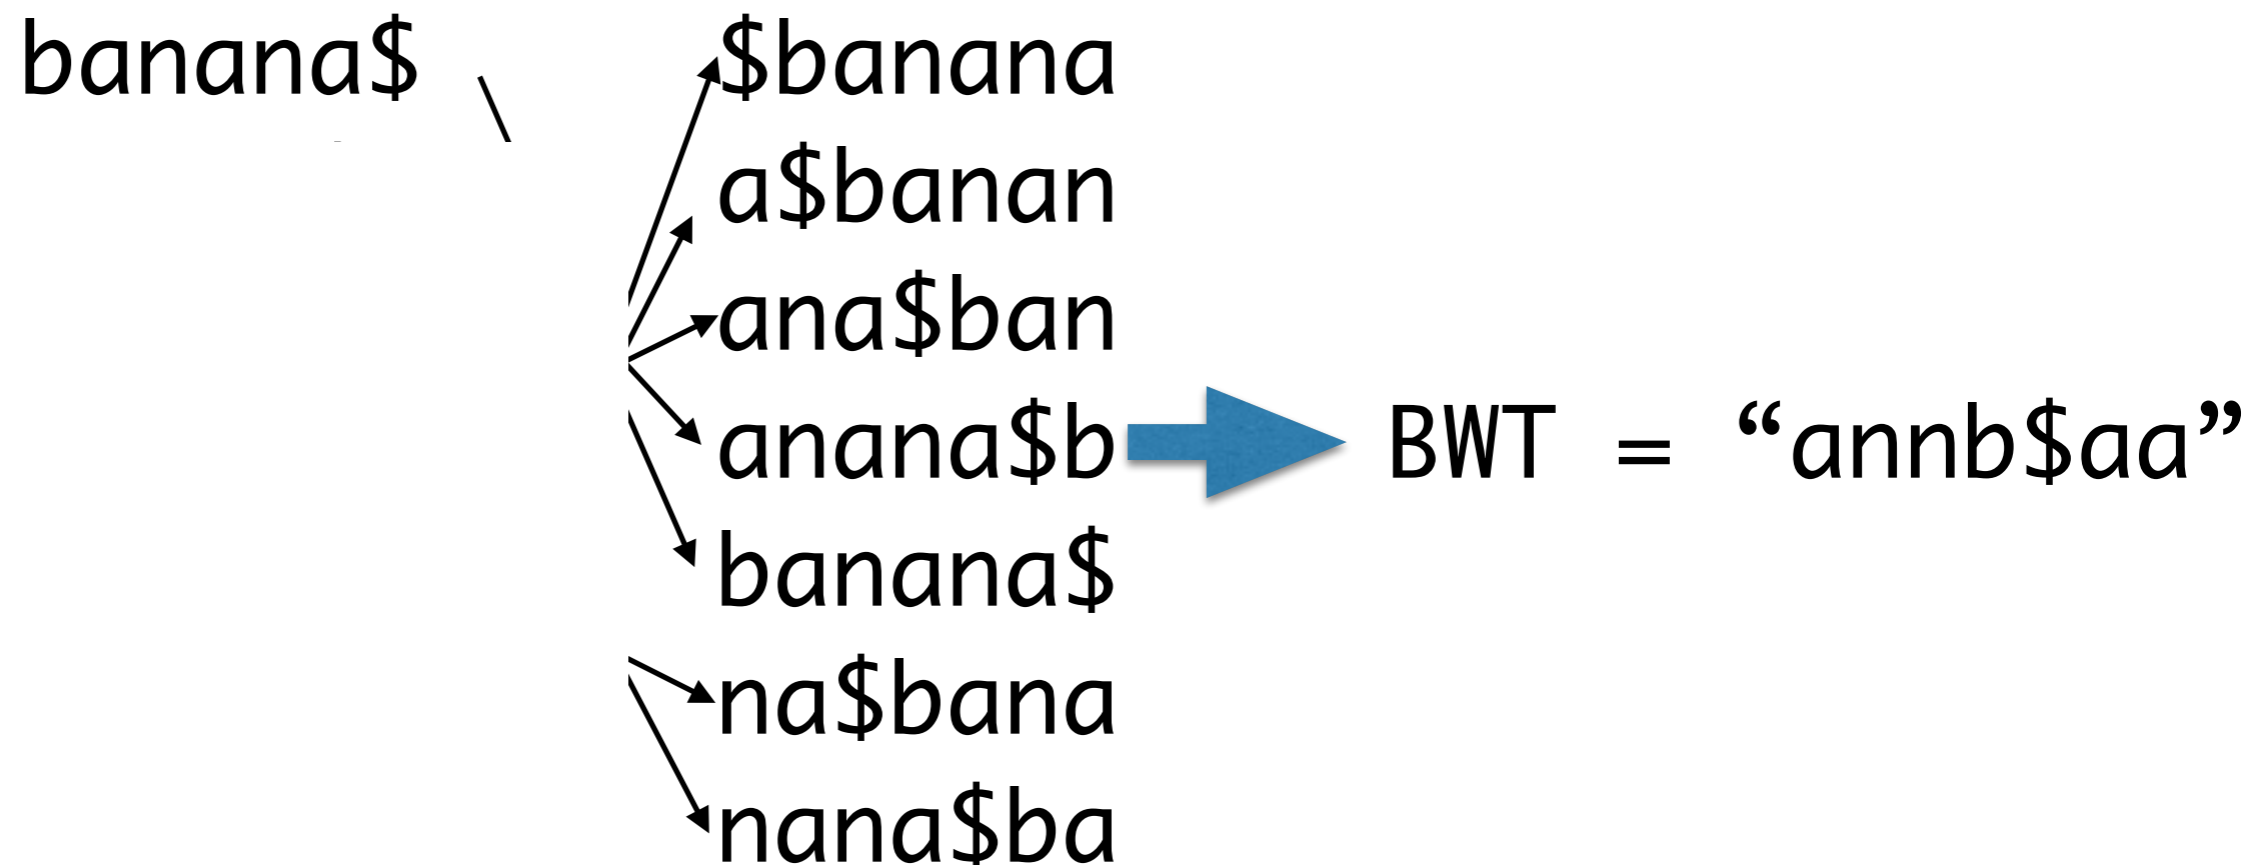 banana$
$banana
a$banan
ana$ban
anana$b
banana$
na$bana
nana$ba
BWT = “annb$aa”